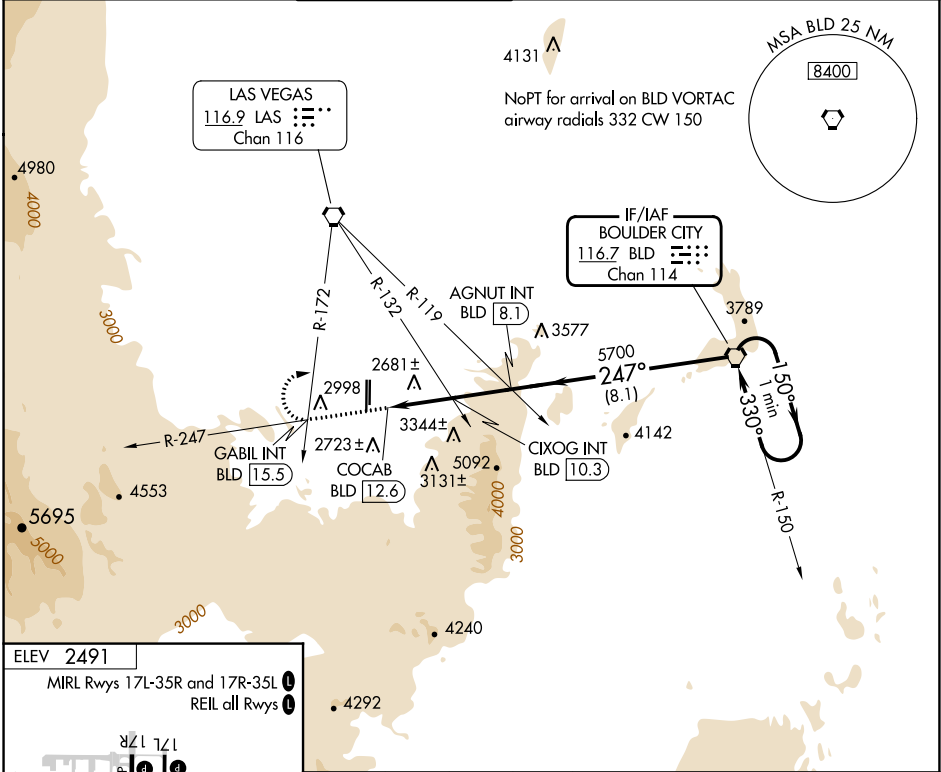 MSA BLD 25 NM
8400
4131
NoPT for arrival on BLD VORTAC
airway radials 332 CW 150
LAS VEGAS
116.9 LAS
Chan 116
4980
4000
IF/IAF
BOULDER CITY
116.7 BLD
Chan 114
R-172
R-132
R-119
AGNUT INT
BLD 8.1
3577
3789
3000
5700
247°
(8.1)
2681±
2998
150°
1 min
330°
R-247
GABIL INT
BLD 15.5
2723±
3344±
COCAB
BLD 12.6
3131±
5092
4000
3000
CIXOG INT
BLD 10.3
4142
4553
5695
5000
R-150
3000
4240
4292
ELEV 2491
MIRL Rwys 17L-35R and 17R-35L L
REIL all Rwys L
17R 17L
P
D D